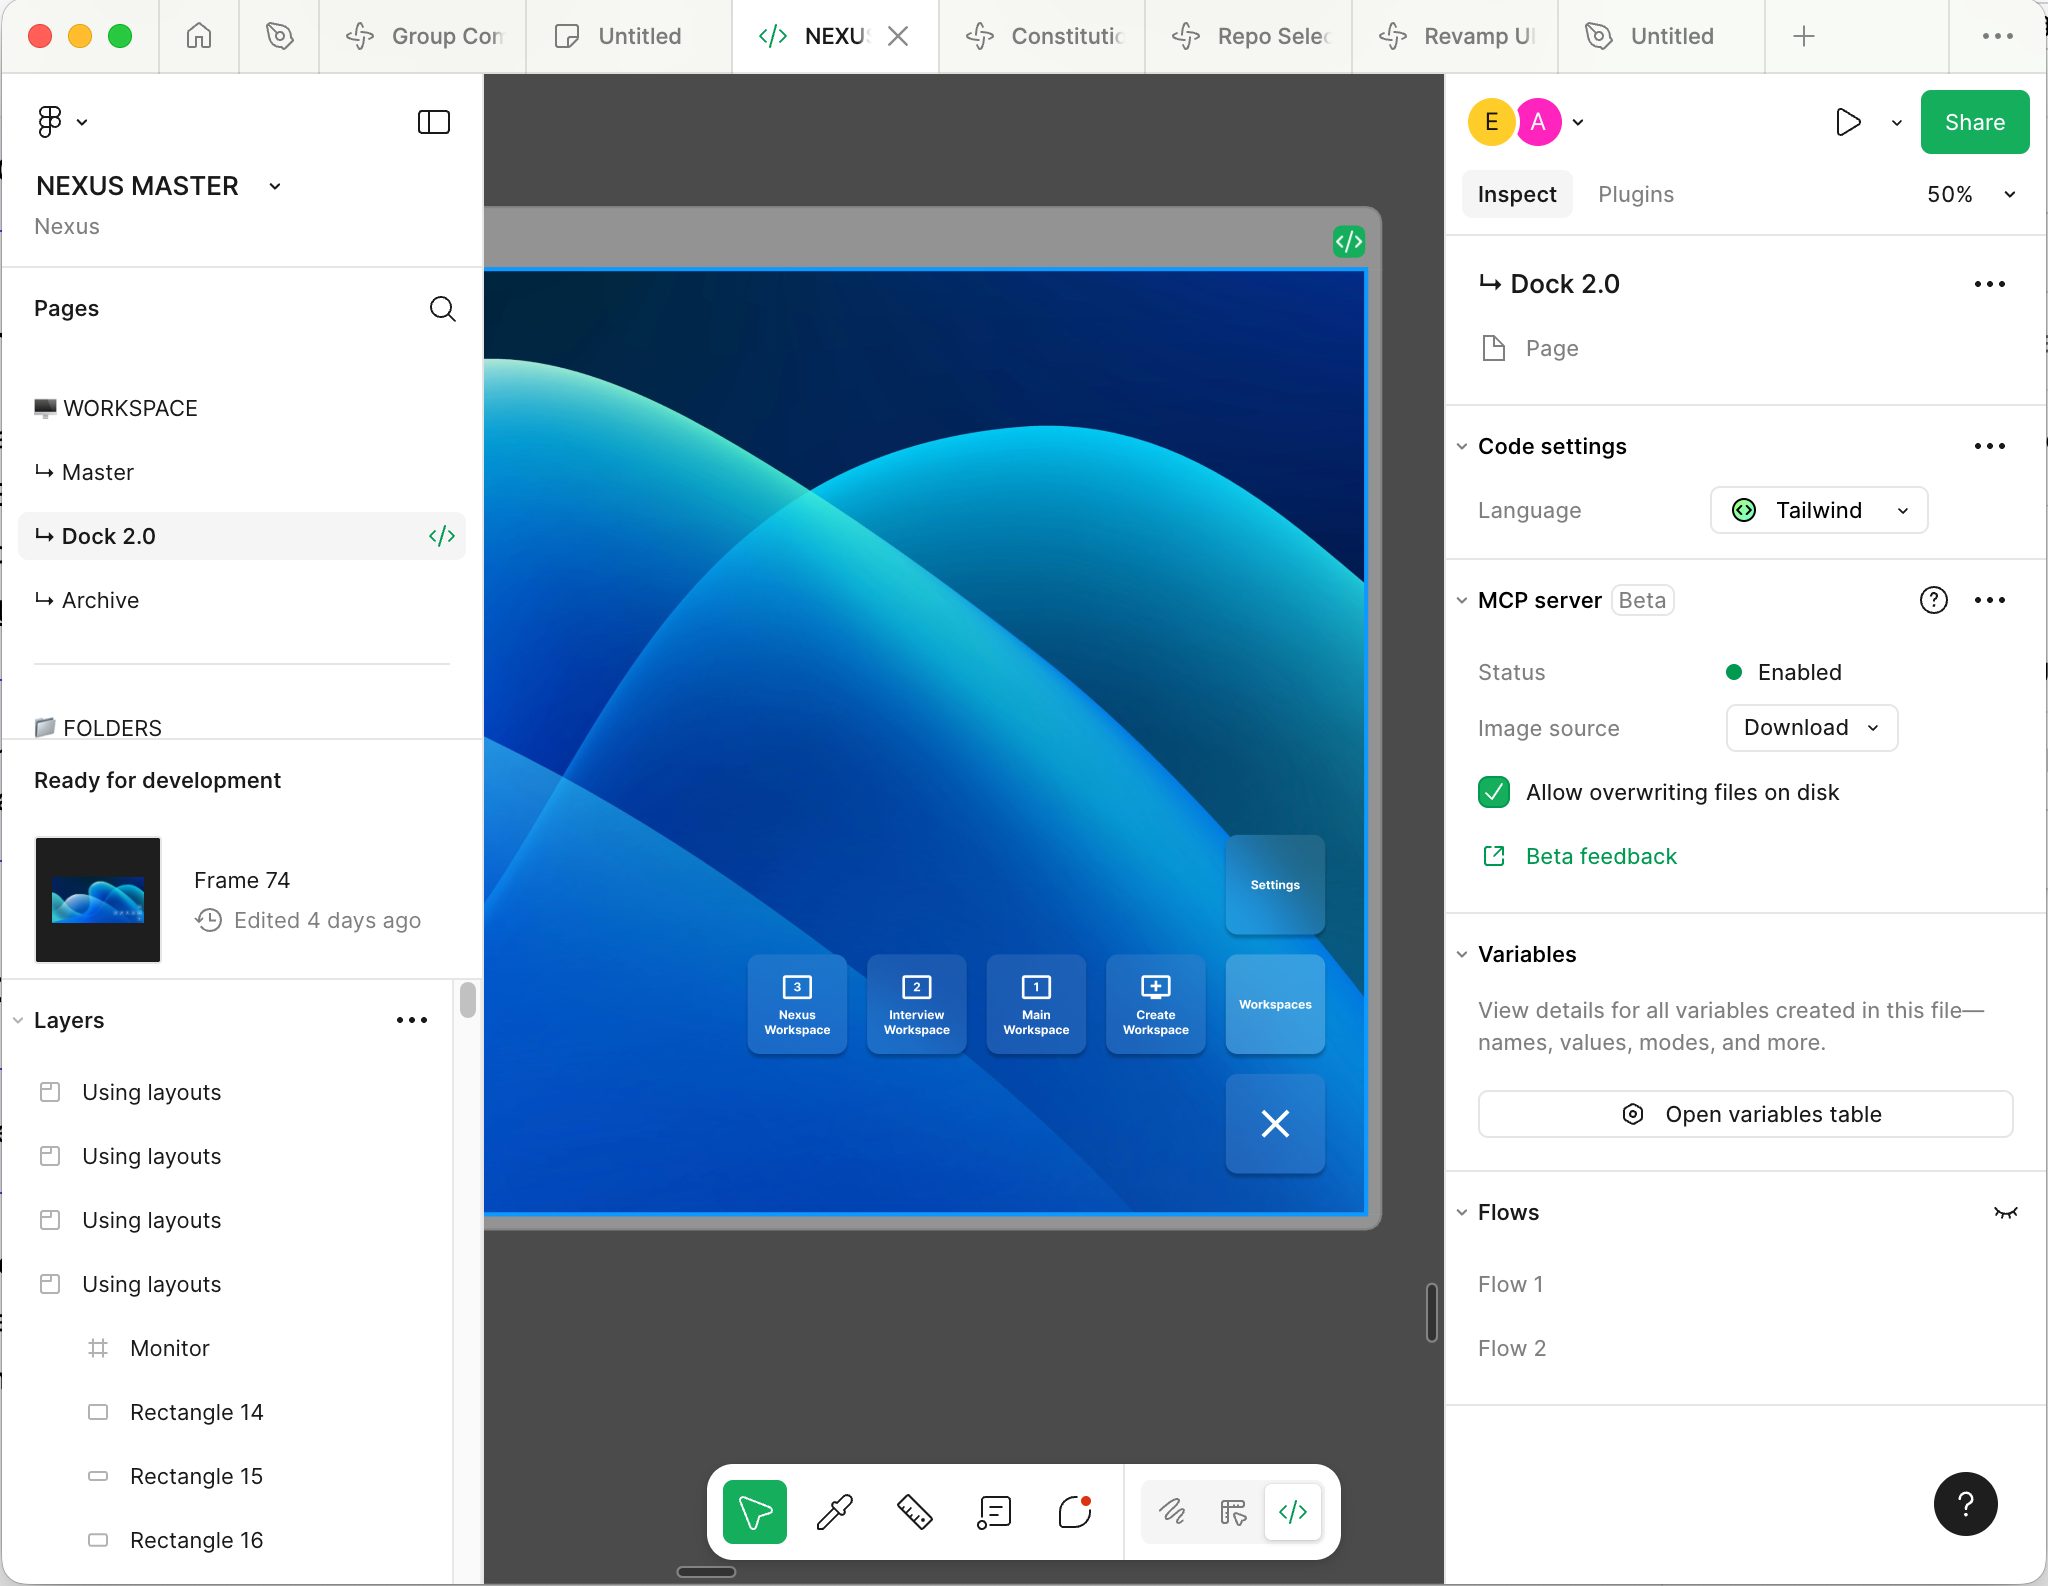 Group Con
Untitled
NEXUS
Constitutic
Repo Selec
Revamp UI
Untitled
NEXUS MASTER
Nexus
Pages
WORKSPACE
Master
Dock 2.0
Archive
FOLDERS
Ready for development
Frame 74
Edited 4 days ago
Layers
Using layouts
Using layouts
Using layouts
Using layouts
Monitor
Rectangle 14
Rectangle 15
Rectangle 16
Settings
3
Nexus
Workspace
2
Interview
Workspace
1
Main
Workspace
Create
Workspace
Workspaces
E
A
Share
Inspect
Plugins
50%
Dock 2.0
Page
Code settings
Language
Tailwind
MCP server
Beta
Status
Enabled
Image source
Download
Allow overwriting files on disk
Beta feedback
Variables
View details for all variables created in this file—
names, values, modes, and more.
Open variables table
Flows
Flow 1
Flow 2
?